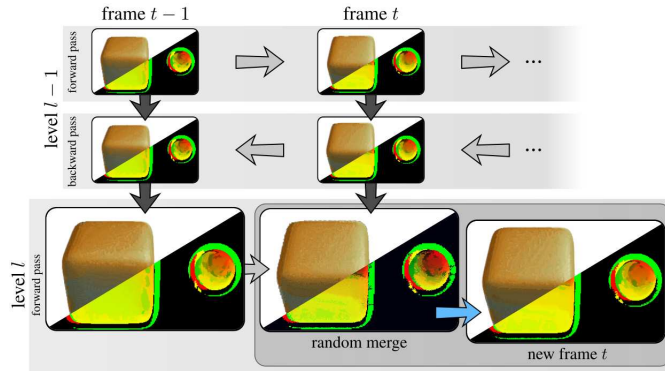 frame t − 1
frame t
level l − 1
forward pass
...
backward pass
...
level l
forward pass
random merge
new frame t